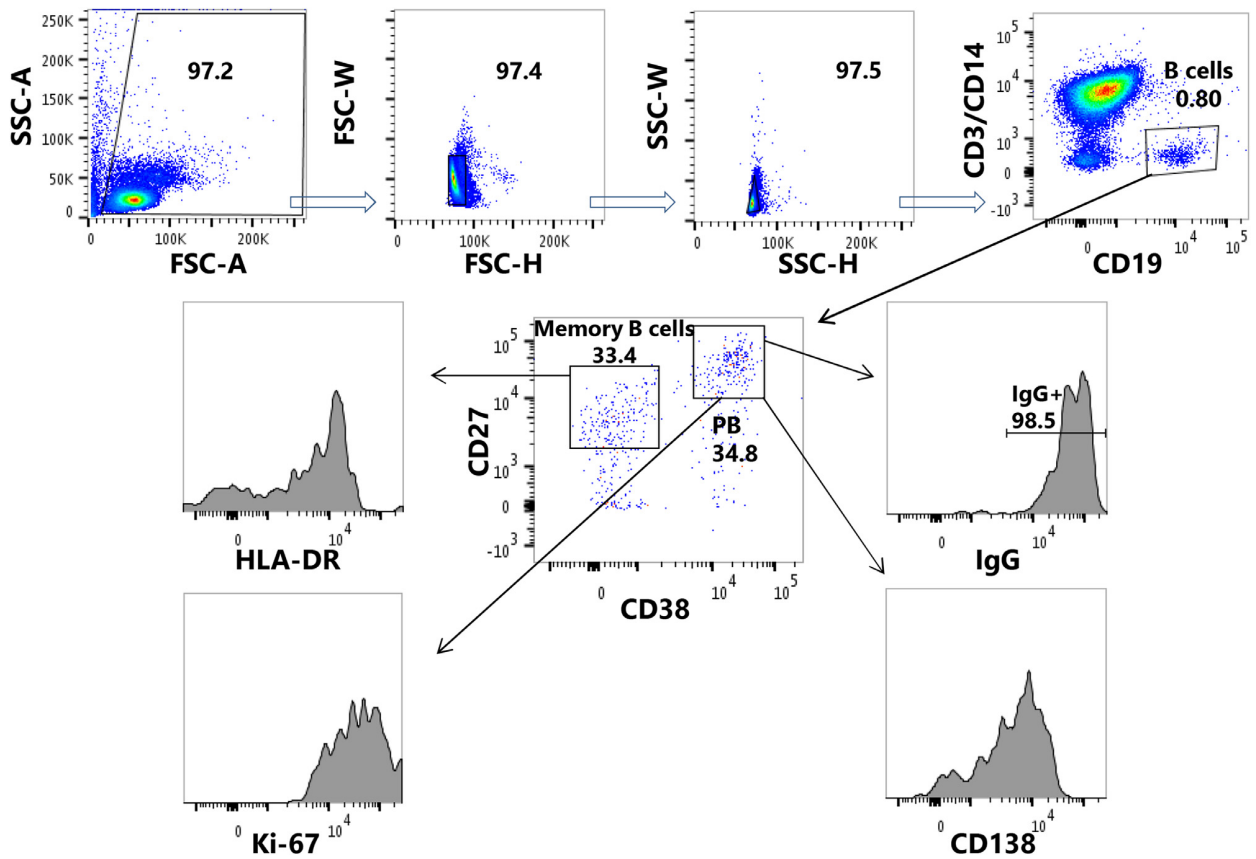 250K
200K
150K
100K
50K
0
SSC-A
97.2
0
100K
200K
FSC-A
FSC-W
97.4
0
100K
200K
FSC-H
SSC-W
97.5
0
100K
200K
SSC-H
CD3/CD14
10^5
10^4
10^3
0
-10^3
B cells
0.80
0
10^4
10^5
CD19
HLA-DR
0
10^4
Memory B cells
33.4
PB
34.8
CD27
10^5
10^4
10^3
0
-10^3
0
10^4
10^5
CD38
IgG+
98.5
0
10^4
IgG
0
10^4
Ki-67
0
10^4
CD138